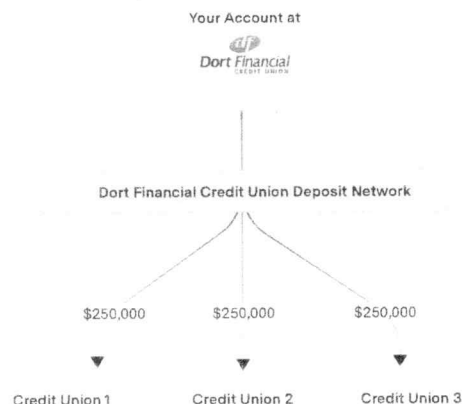 Your Account at
df
Dort Financial
CREDIT UNION
Dort Financial Credit Union Deposit Network
$250,000 $250,000 $250,000
Credit Union 1 Credit Union 2 Credit Union 3